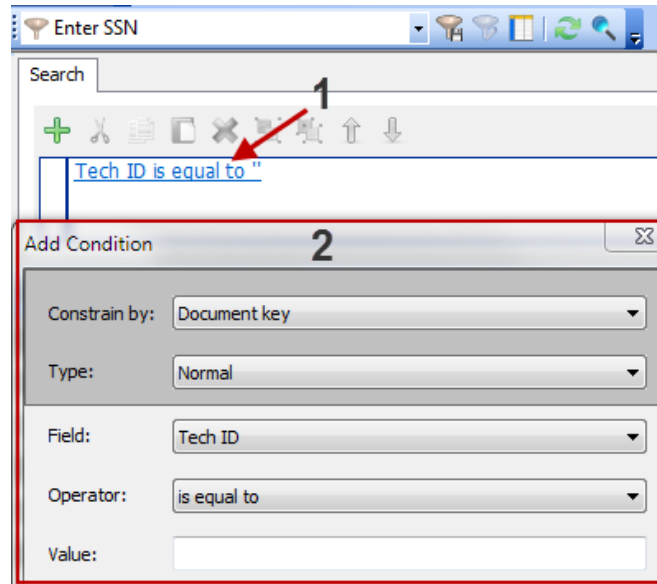 Enter SSN
Search
1
Tech ID is equal to ''
Add Condition
2
Constrain by: Document key
Type: Normal
Field: Tech ID
Operator: is equal to
Value: